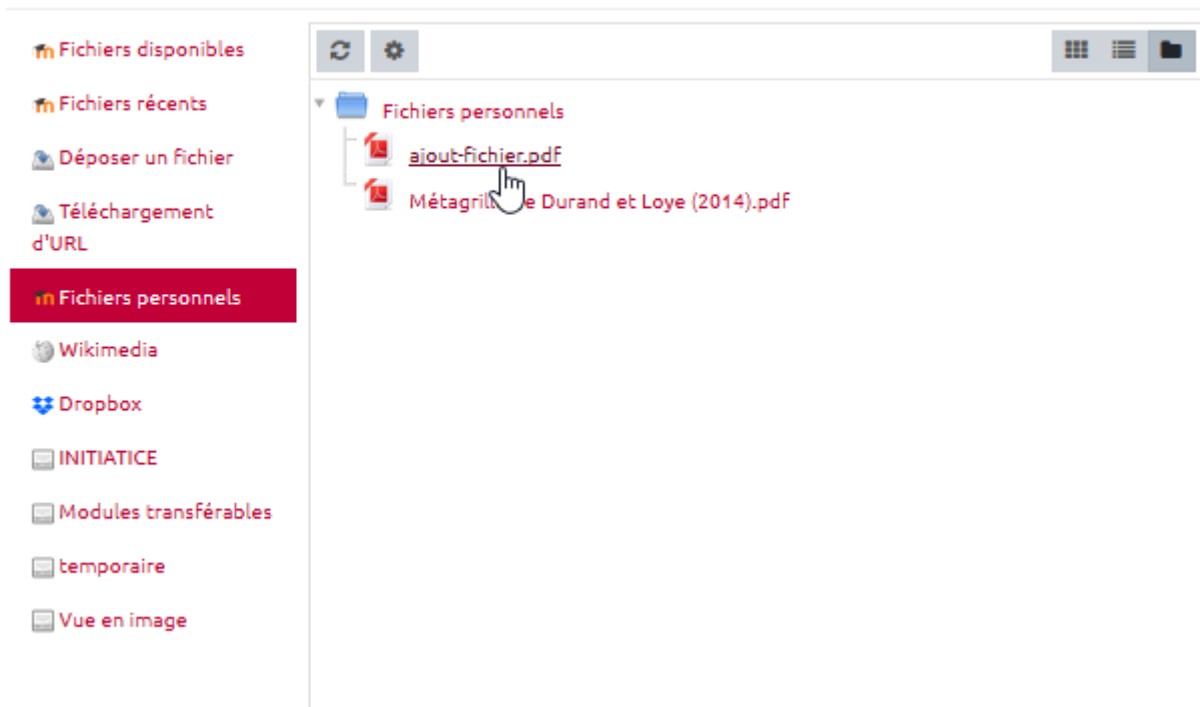 Fichiers disponibles
Fichiers récents
Déposer un fichier
Téléchargement
d'URL
Fichiers personnels
Wikimedia
Dropbox
INITIATICE
Modules transférables
temporaire
Vue en image
Fichiers personnels
ajout-fichier.pdf
Durand et Loye (2014).pdf